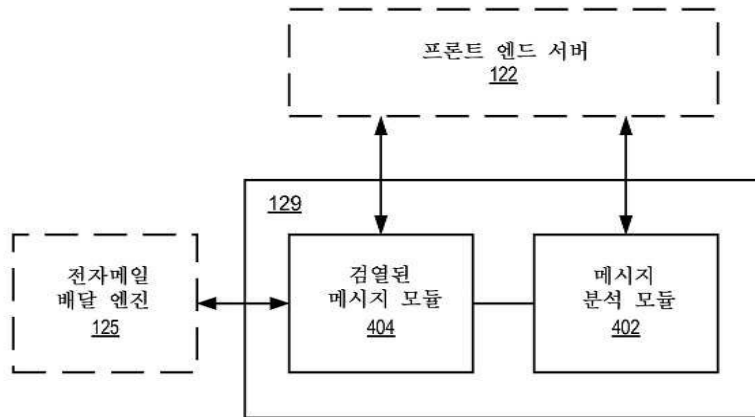 프론트 엔드 서버
122
129
전자메일
배달 엔진
125
검열된
메시지 모듈
404
메시지
분석 모듈
402